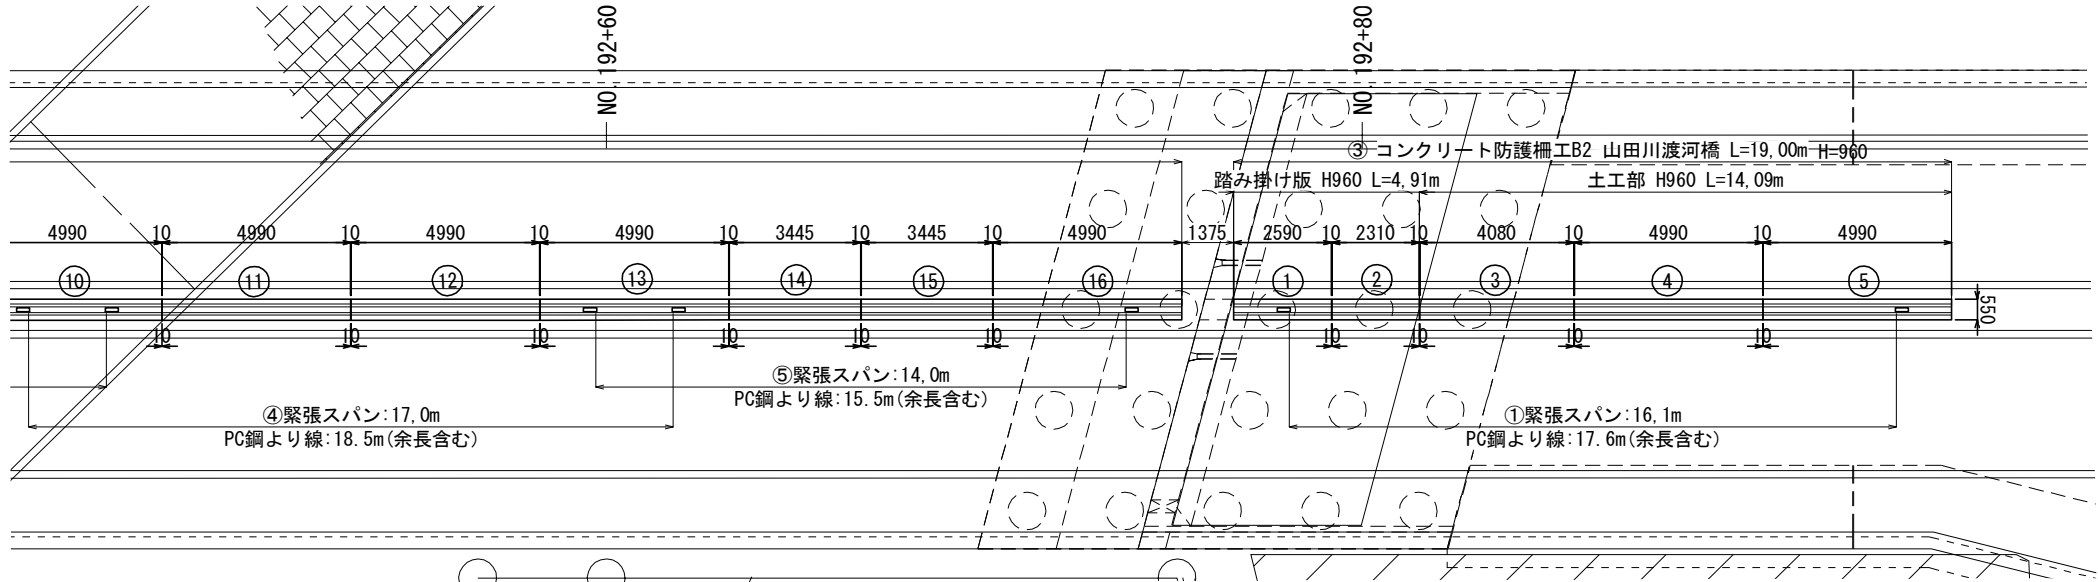 NO.192+60
NO.192+80
③ コンクリート防護柵工B2 山田川渡河橋 L=19,00m H=960
踏み掛け版 H960 L=4,91m
土工部 H960 L=14,09m
4990 10 4990 10 4990 10 4990 10 3445 10 3445 10 4990 1375 2590 10 2310 10 4080 10 4990 10 4990
⑩ ⑪ ⑫ ⑬ ⑭ ⑮ ⑯ ① ② ③ ④ ⑤
550
10 10 10 10 10 10 10 10 10 10
⑤緊張スパン:14,0m
PC鋼より線:15.5m(余長含む)
④緊張スパン:17,0m
PC鋼より線:18.5m(余長含む)
①緊張スパン:16,1m
PC鋼より線:17.6m(余長含む)